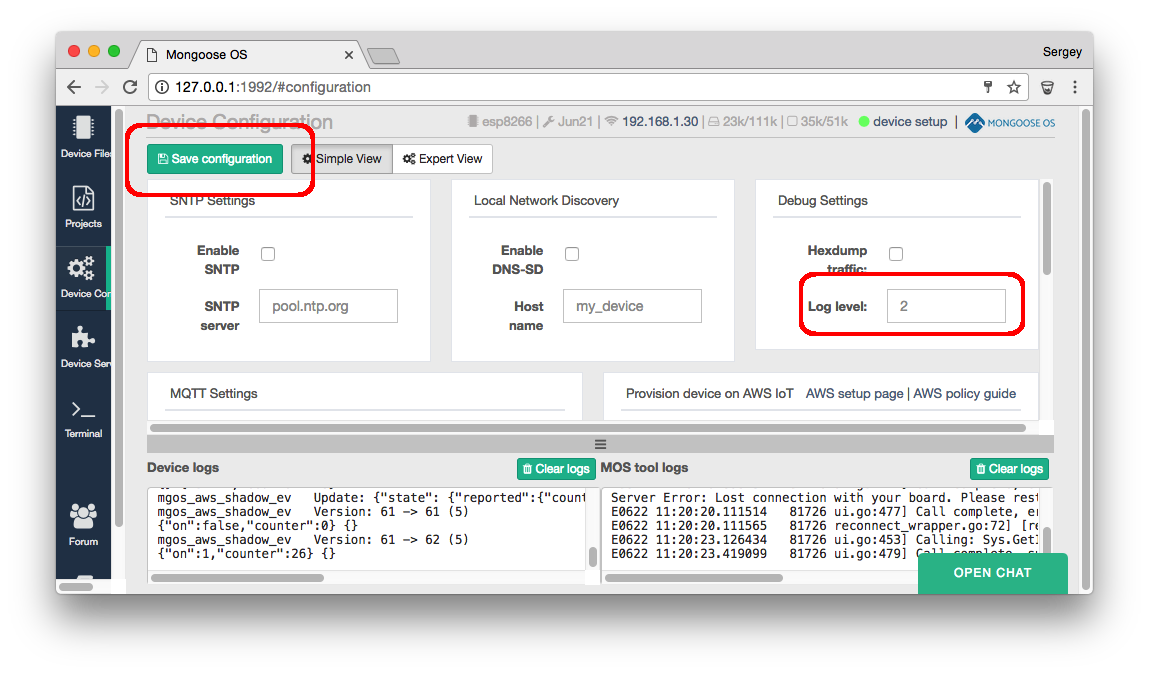 Mongoose OS
Sergey
127.0.0.1:1992/#configuration
Device Configuration
esp8266 | Jun21 | 192.168.1.30 | 23k/111k | 35k/51k device setup | MONGOOSE OS
Device File
Projects
Device Con
Device Serv
Terminal
Forum
Save configuration Simple View Expert View
SNTP Settings
Enable
SNTP
SNTP
server
pool.ntp.org
Local Network Discovery
Enable
DNS-SD
Host
name
my_device
Debug Settings
Hexdump
traffic:
Log level:
2
MQTT Settings
Provision device on AWS IoT AWS setup page | AWS policy guide
Device logs
Clear logs
mgos_aws_shadow_ev Update: {"state": {"reported":{"count
mgos_aws_shadow_ev Version: 61 -> 61 (5)
{"on":false,"counter":0} {}
mgos_aws_shadow_ev Version: 61 -> 62 (5)
{"on":1,"counter":26} {}
MOS tool logs
Clear logs
Server Error: Lost connection with your board. Please rest
E0622 11:20:20.111514 81726 ui.go:477] Call complete, er
E0622 11:20:20.111565 81726 reconnect_wrapper.go:72] [re
E0622 11:20:23.126434 81726 ui.go:453] Calling: Sys.GetI
E0622 11:20:23.419099 81726 ui.go:479] Call complete, su
OPEN CHAT